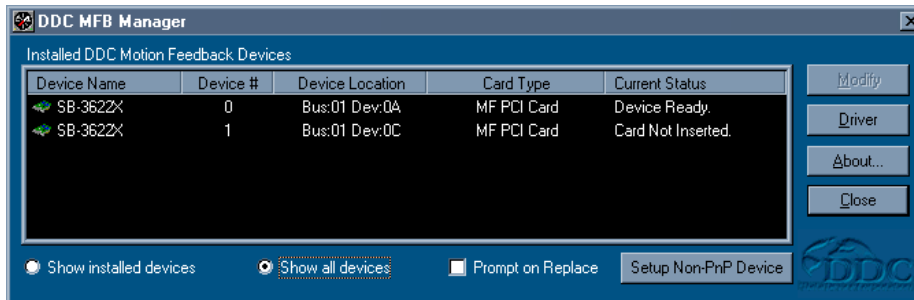 DDC MFB Manager
Installed DDC Motion Feedback Devices
Device Name Device # Device Location Card Type Current Status
SB-3622X 0 Bus:01 Dev:0A MF PCI Card Device Ready.
SB-3622X 1 Bus:01 Dev:0C MF PCI Card Card Not Inserted.
Modify
Driver
About...
Close
Show installed devices Show all devices Prompt on Replace Setup Non-PnP Device
DDC